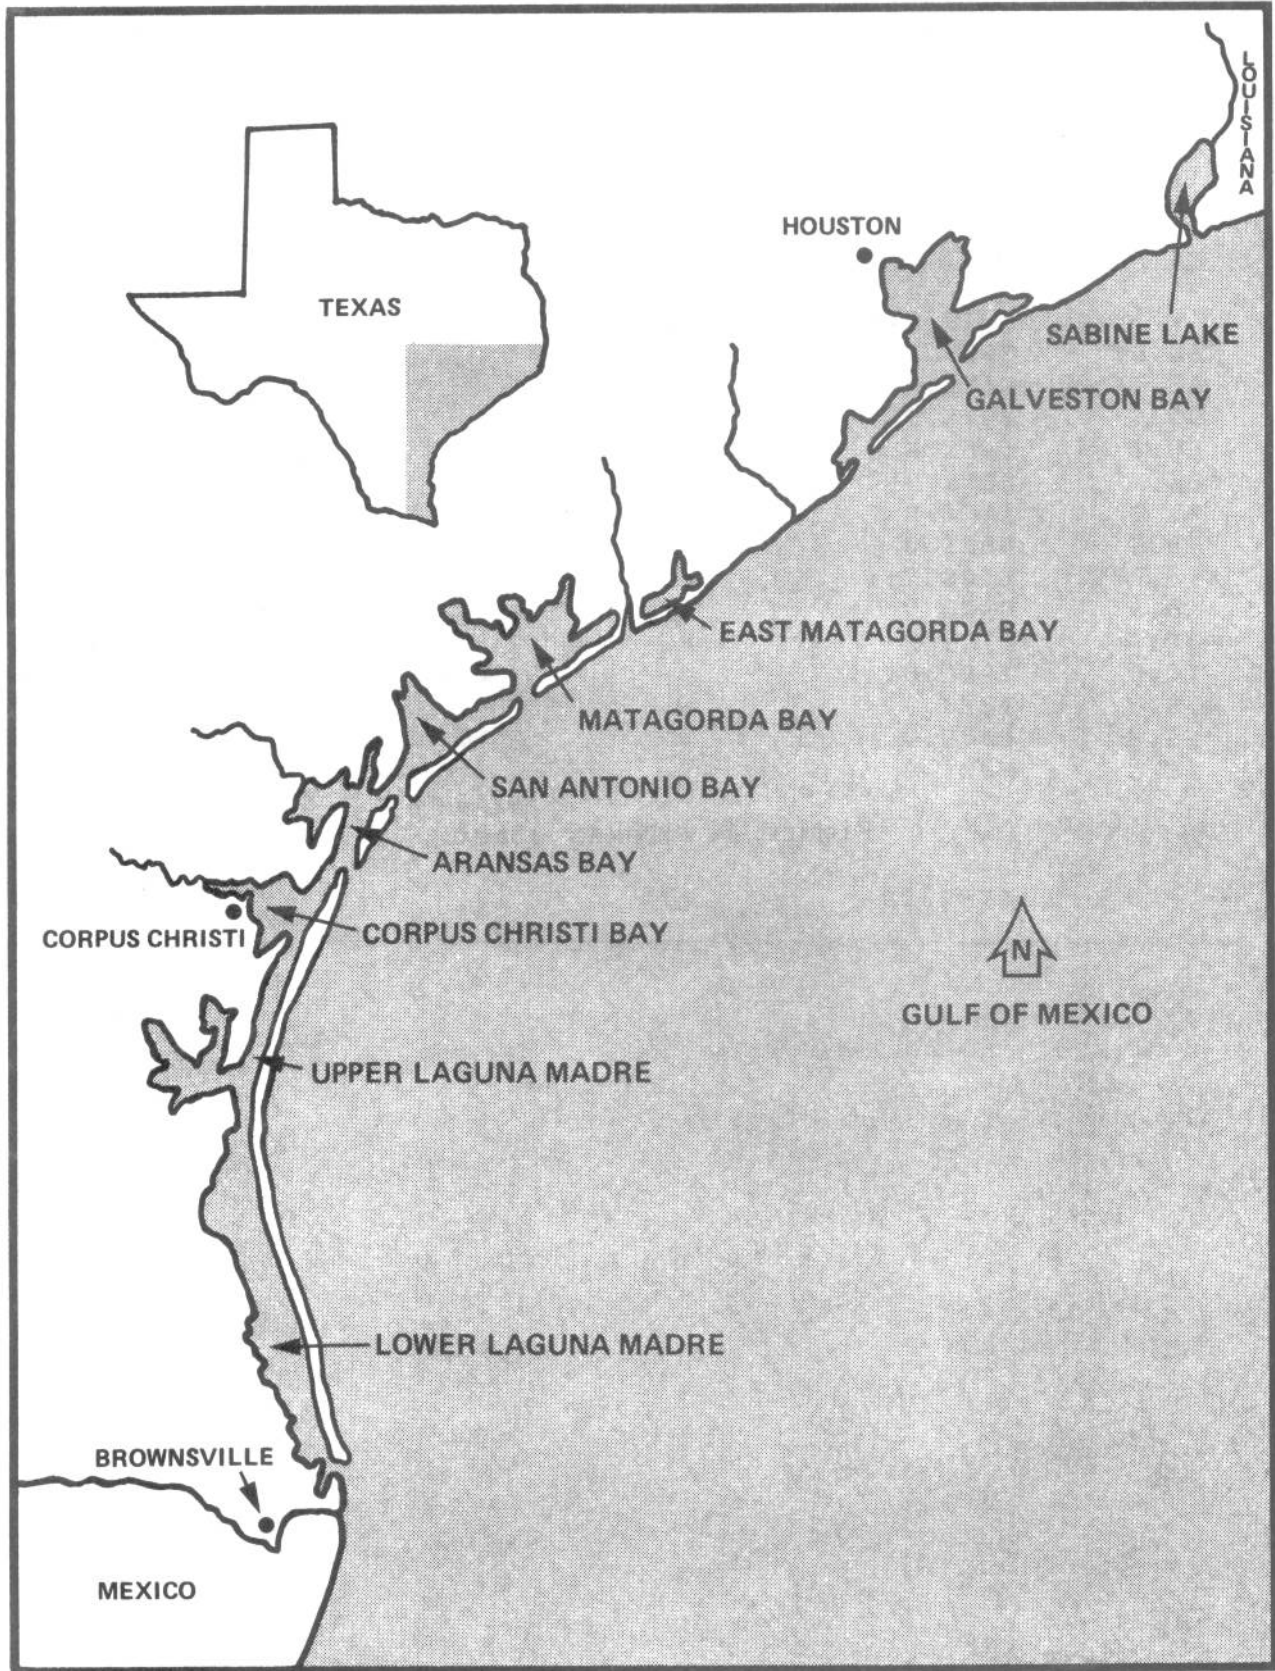 LOUISIANA
HOUSTON
TEXAS
SABINE LAKE
GALVESTON BAY
EAST MATAGORDA BAY
MATAGORDA BAY
SAN ANTONIO BAY
ARANSAS BAY
CORPUS CHRISTI
CORPUS CHRISTI BAY
N
GULF OF MEXICO
UPPER LAGUNA MADRE
LOWER LAGUNA MADRE
BROWNSVILLE
MEXICO